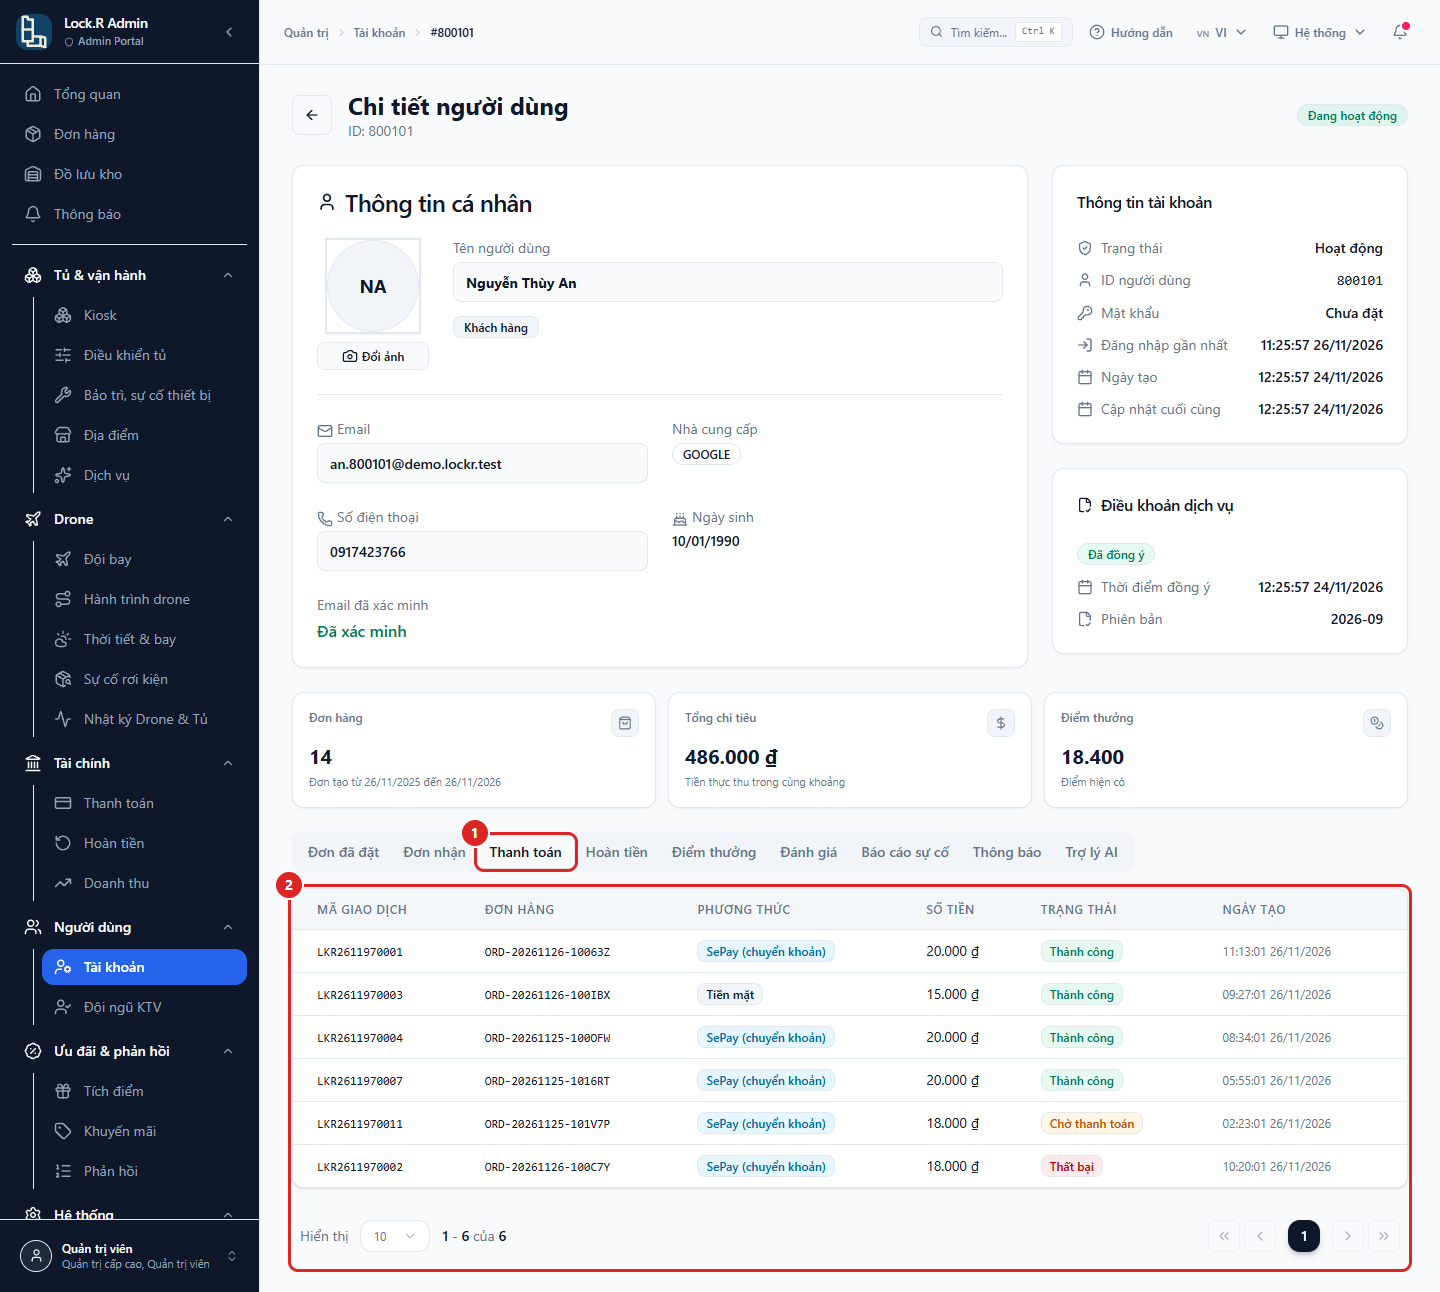 Lock.R Admin
Admin Portal
Quản trị
Tài khoản
#800101
Tìm kiếm...
Ctrl K
Hướng dẫn
VN VI
Hệ thống
Tổng quan
Đơn hàng
Đồ lưu kho
Thông báo
Tủ & vận hành
Kiosk
Điều khiển tủ
Bảo trì, sự cố thiết bị
Địa điểm
Dịch vụ
Drone
Đội bay
Hành trình drone
Thời tiết & bay
Sự cố rơi kiện
Nhật ký Drone & Tủ
Tài chính
Thanh toán
Hoàn tiền
Doanh thu
Người dùng
Tài khoản
Đội ngũ KTV
Ưu đãi & phản hồi
Tích điểm
Khuyến mãi
Phản hồi
Hệ thống
Quản trị viên
Quản trị cấp cao, Quản trị viên
Chi tiết người dùng
ID: 800101
Đang hoạt động
Thông tin cá nhân
NA
Đổi ảnh
Tên người dùng
Nguyễn Thùy An
Khách hàng
Email
an.800101@demo.lockr.test
Nhà cung cấp
GOOGLE
Số điện thoại
0917423766
Ngày sinh
10/01/1990
Email đã xác minh
Đã xác minh
Thông tin tài khoản
Trạng thái Hoạt động
ID người dùng 800101
Mật khẩu Chưa đặt
Đăng nhập gần nhất 11:25:57 26/11/2026
Ngày tạo 12:25:57 24/11/2026
Cập nhật cuối cùng 12:25:57 24/11/2026
Điều khoản dịch vụ
Đã đồng ý
Thời điểm đồng ý 12:25:57 24/11/2026
Phiên bản 2026-09
Đơn hàng
14
Đơn tạo từ 26/11/2025 đến 26/11/2026
Tổng chi tiêu
486.000 ₫
Tiền thực thu trong cùng khoảng
Điểm thưởng
18.400
Điểm hiện có
1
Đơn đã đặt Đơn nhận Thanh toán Hoàn tiền Điểm thưởng Đánh giá Báo cáo sự cố Thông báo Trợ lý AI
2
MÃ GIAO DỊCH ĐƠN HÀNG PHƯƠNG THỨC SỐ TIỀN TRẠNG THÁI NGÀY TẠO
LKR2611970001 ORD-20261126-10063Z SePay (chuyển khoản) 20.000 ₫ Thành công 11:13:01 26/11/2026
LKR2611970003 ORD-20261126-100IBX Tiền mặt 15.000 ₫ Thành công 09:27:01 26/11/2026
LKR2611970004 ORD-20261126-100OFW SePay (chuyển khoản) 20.000 ₫ Thành công 08:34:01 26/11/2026
LKR2611970007 ORD-20261125-1016RT SePay (chuyển khoản) 20.000 ₫ Thành công 05:55:01 26/11/2026
LKR2611970011 ORD-20261125-101V7P SePay (chuyển khoản) 18.000 ₫ Chờ thanh toán 02:23:01 26/11/2026
LKR2611970002 ORD-20261126-100C7Y SePay (chuyển khoản) 18.000 ₫ Thất bại 10:20:01 26/11/2026
Hiển thị 10 1 - 6 của 6
1